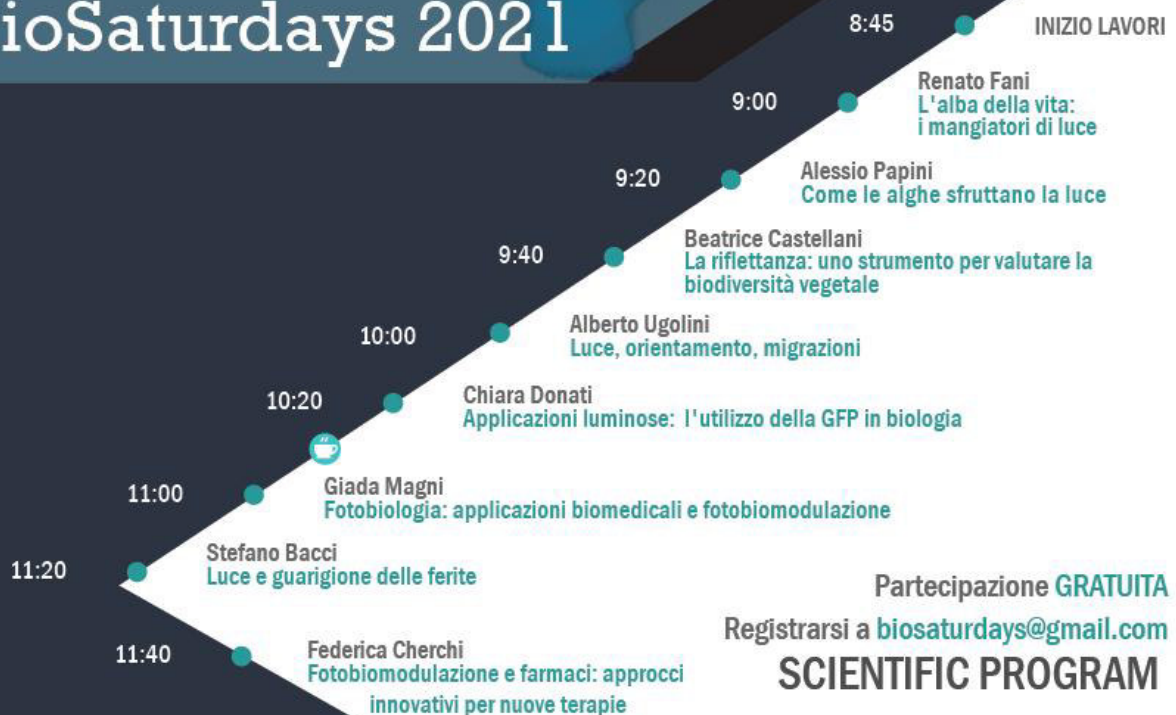 ioSaturdays 2021
8:45
INIZIO LAVORI
9:00
Renato Fani
L'alba della vita:
i mangiatori di luce
9:20
Alessio Papini
Come le alghe sfruttano la luce
9:40
Beatrice Castellani
La riflettanza: uno strumento per valutare la
biodiversità vegetale
10:00
Alberto Ugolini
Luce, orientamento, migrazioni
10:20
Chiara Donati
Applicazioni luminose: l'utilizzo della GFP in biologia
11:00
Giada Magni
Fotobiologia: applicazioni biomedicali e fotobiomodulazione
11:20
Stefano Bacci
Luce e guarigione delle ferite
11:40
Federica Cherchi
Fotobiomodulazione e farmaci: approcci
innovativi per nuove terapie
Partecipazione GRATUITA
Registrarsi a biosaturdays@gmail.com
SCIENTIFIC PROGRAM